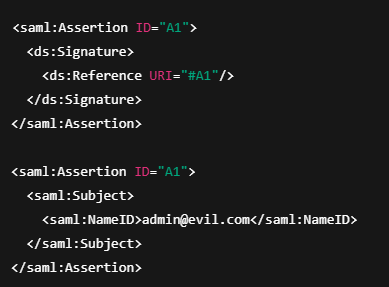 <saml:Assertion ID="A1">
  <ds:Signature>
    <ds:Reference URI="#A1"/>
  </ds:Signature>
</saml:Assertion>

<saml:Assertion ID="A1">
  <saml:Subject>
    <saml:NameID>admin@evil.com</saml:NameID>
  </saml:Subject>
</saml:Assertion>